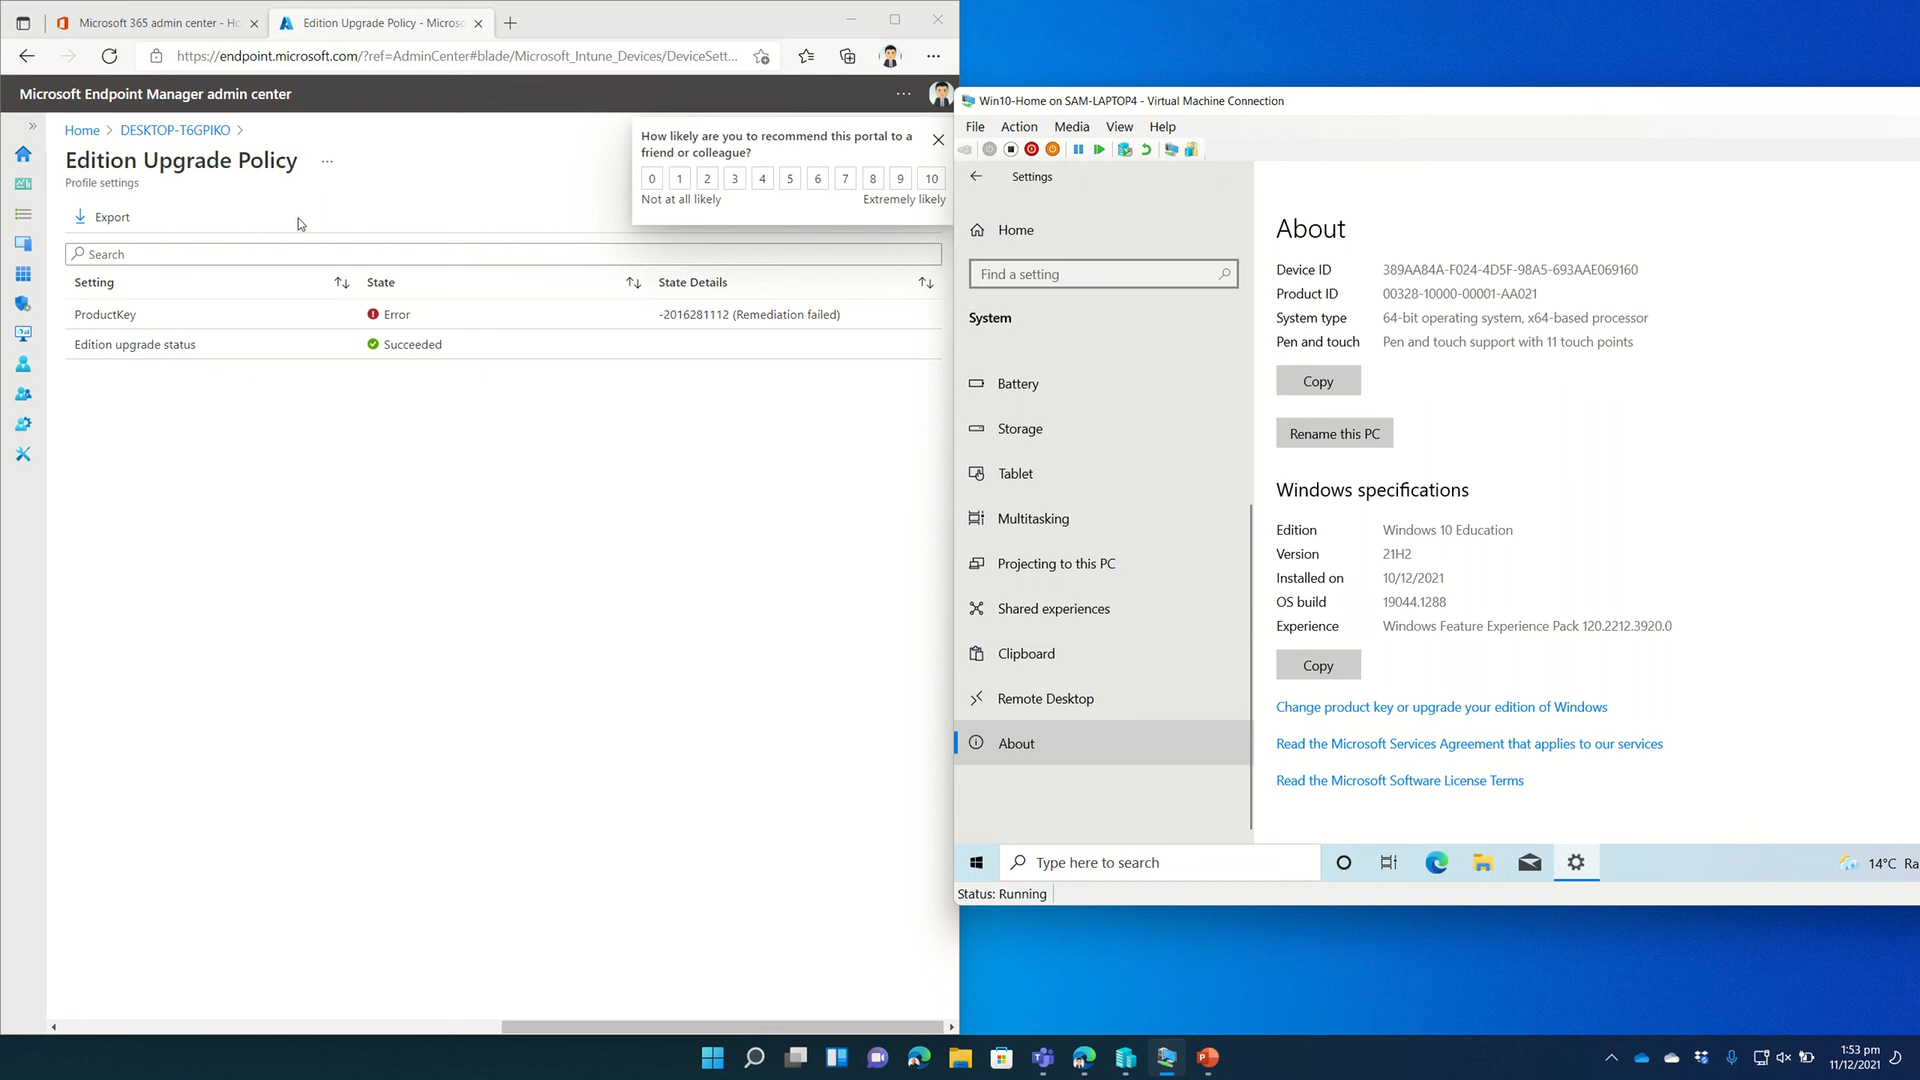 Microsoft 365 admin center - Ho
Edition Upgrade Policy - Microso
https://endpoint.microsoft.com/?ref=AdminCenter#blade/Microsoft_Intune_Devices/DeviceSett...
Microsoft Endpoint Manager admin center
Home > DESKTOP-T6GPIKO >
Edition Upgrade Policy
Profile settings
Export
Search
Setting State State Details
ProductKey Error -2016281112 (Remediation failed)
Edition upgrade status Succeeded
How likely are you to recommend this portal to a
friend or colleague?
0 1 2 3 4 5 6 7 8 9 10
Not at all likely Extremely likely
Win10-Home on SAM-LAPTOP4 - Virtual Machine Connection
File Action Media View Help
Settings
Home
Find a setting
System
Battery
Storage
Tablet
Multitasking
Projecting to this PC
Shared experiences
Clipboard
Remote Desktop
About
About
Device ID 389AA84A-F024-4D5F-98A5-693AAE069160
Product ID 00328-10000-00001-AA021
System type 64-bit operating system, x64-based processor
Pen and touch Pen and touch support with 11 touch points
Copy
Rename this PC
Windows specifications
Edition Windows 10 Education
Version 21H2
Installed on 10/12/2021
OS build 19044.1288
Experience Windows Feature Experience Pack 120.2212.3920.0
Copy
Change product key or upgrade your edition of Windows
Read the Microsoft Services Agreement that applies to our services
Read the Microsoft Software License Terms
Type here to search
14°C Ra
Status: Running
1:53 pm
11/12/2021